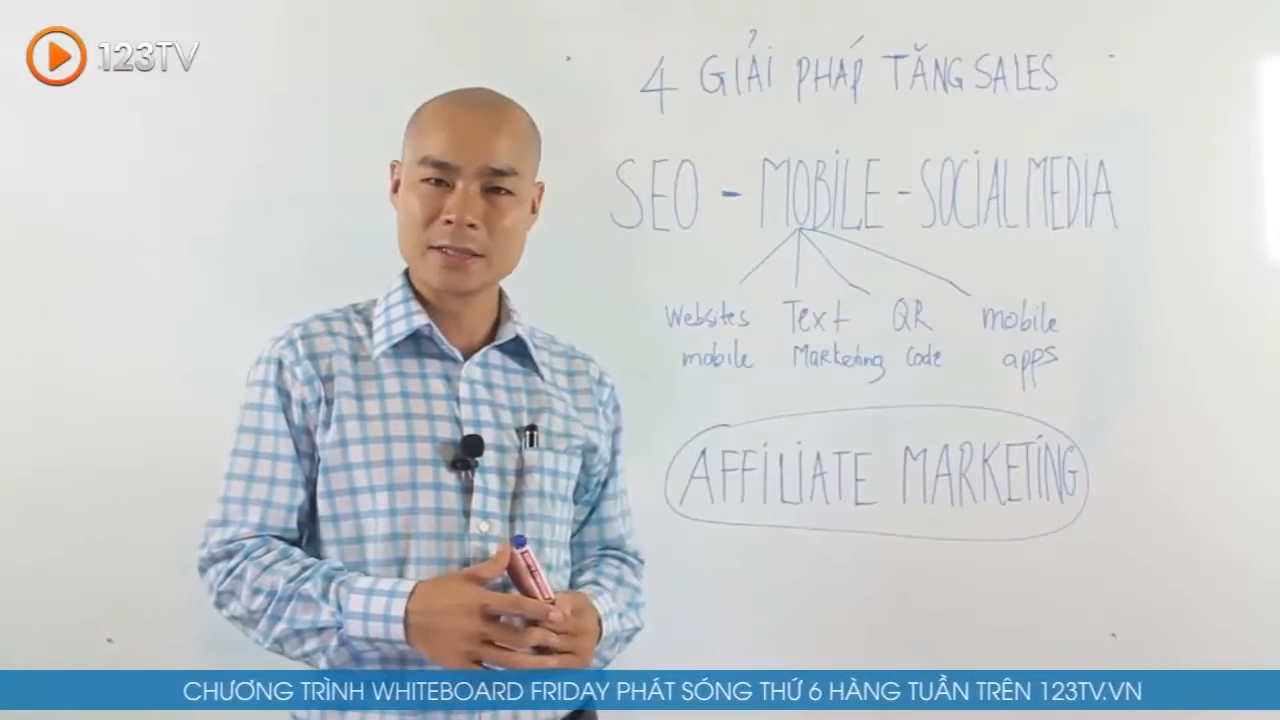 123TV
4 GIẢI PHÁP TĂNG SALES
SEO - MOBILE - SOCIAL MEDIA
Websites mobile
Text Marketing
QR Code
mobile apps
AFFILIATE MARKETING
CHƯƠNG TRÌNH WHITEBOARD FRIDAY PHÁT SÓNG THỨ 6 HÀNG TUẦN TRÊN 123TV.VN